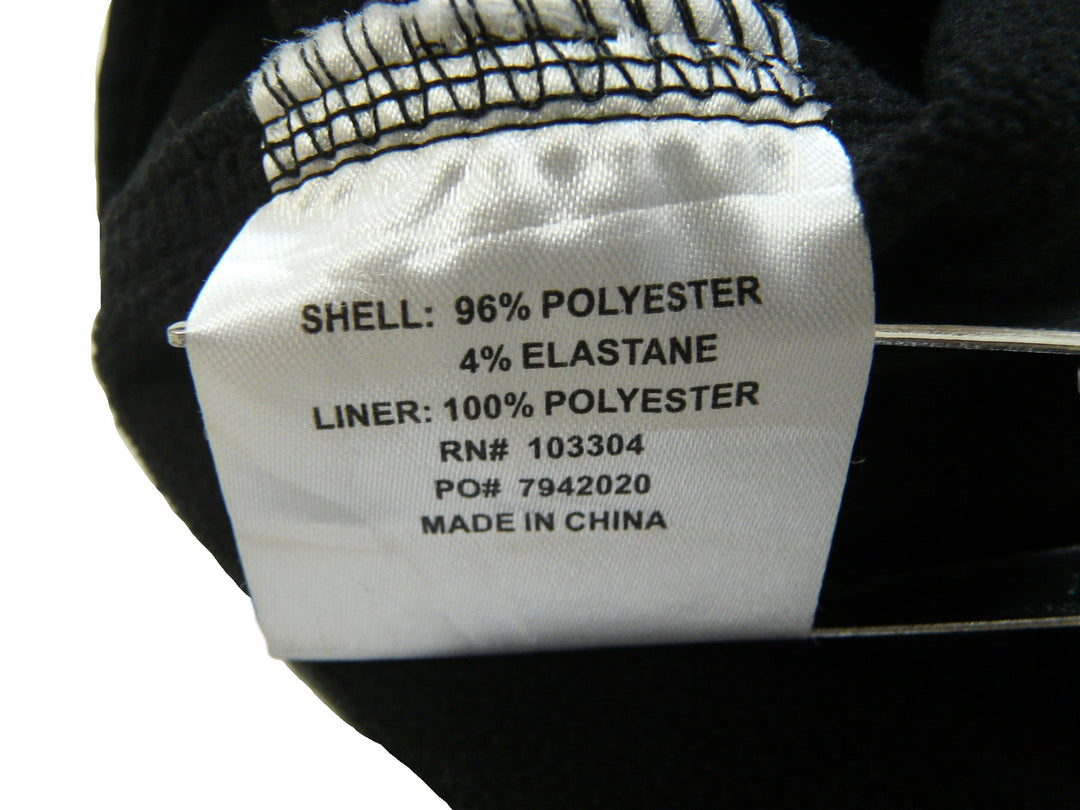 SHELL: 96% POLYESTER
4% ELASTANE
LINER: 100% POLYESTER
RN# 103304
PO# 7942020
MADE IN CHINA